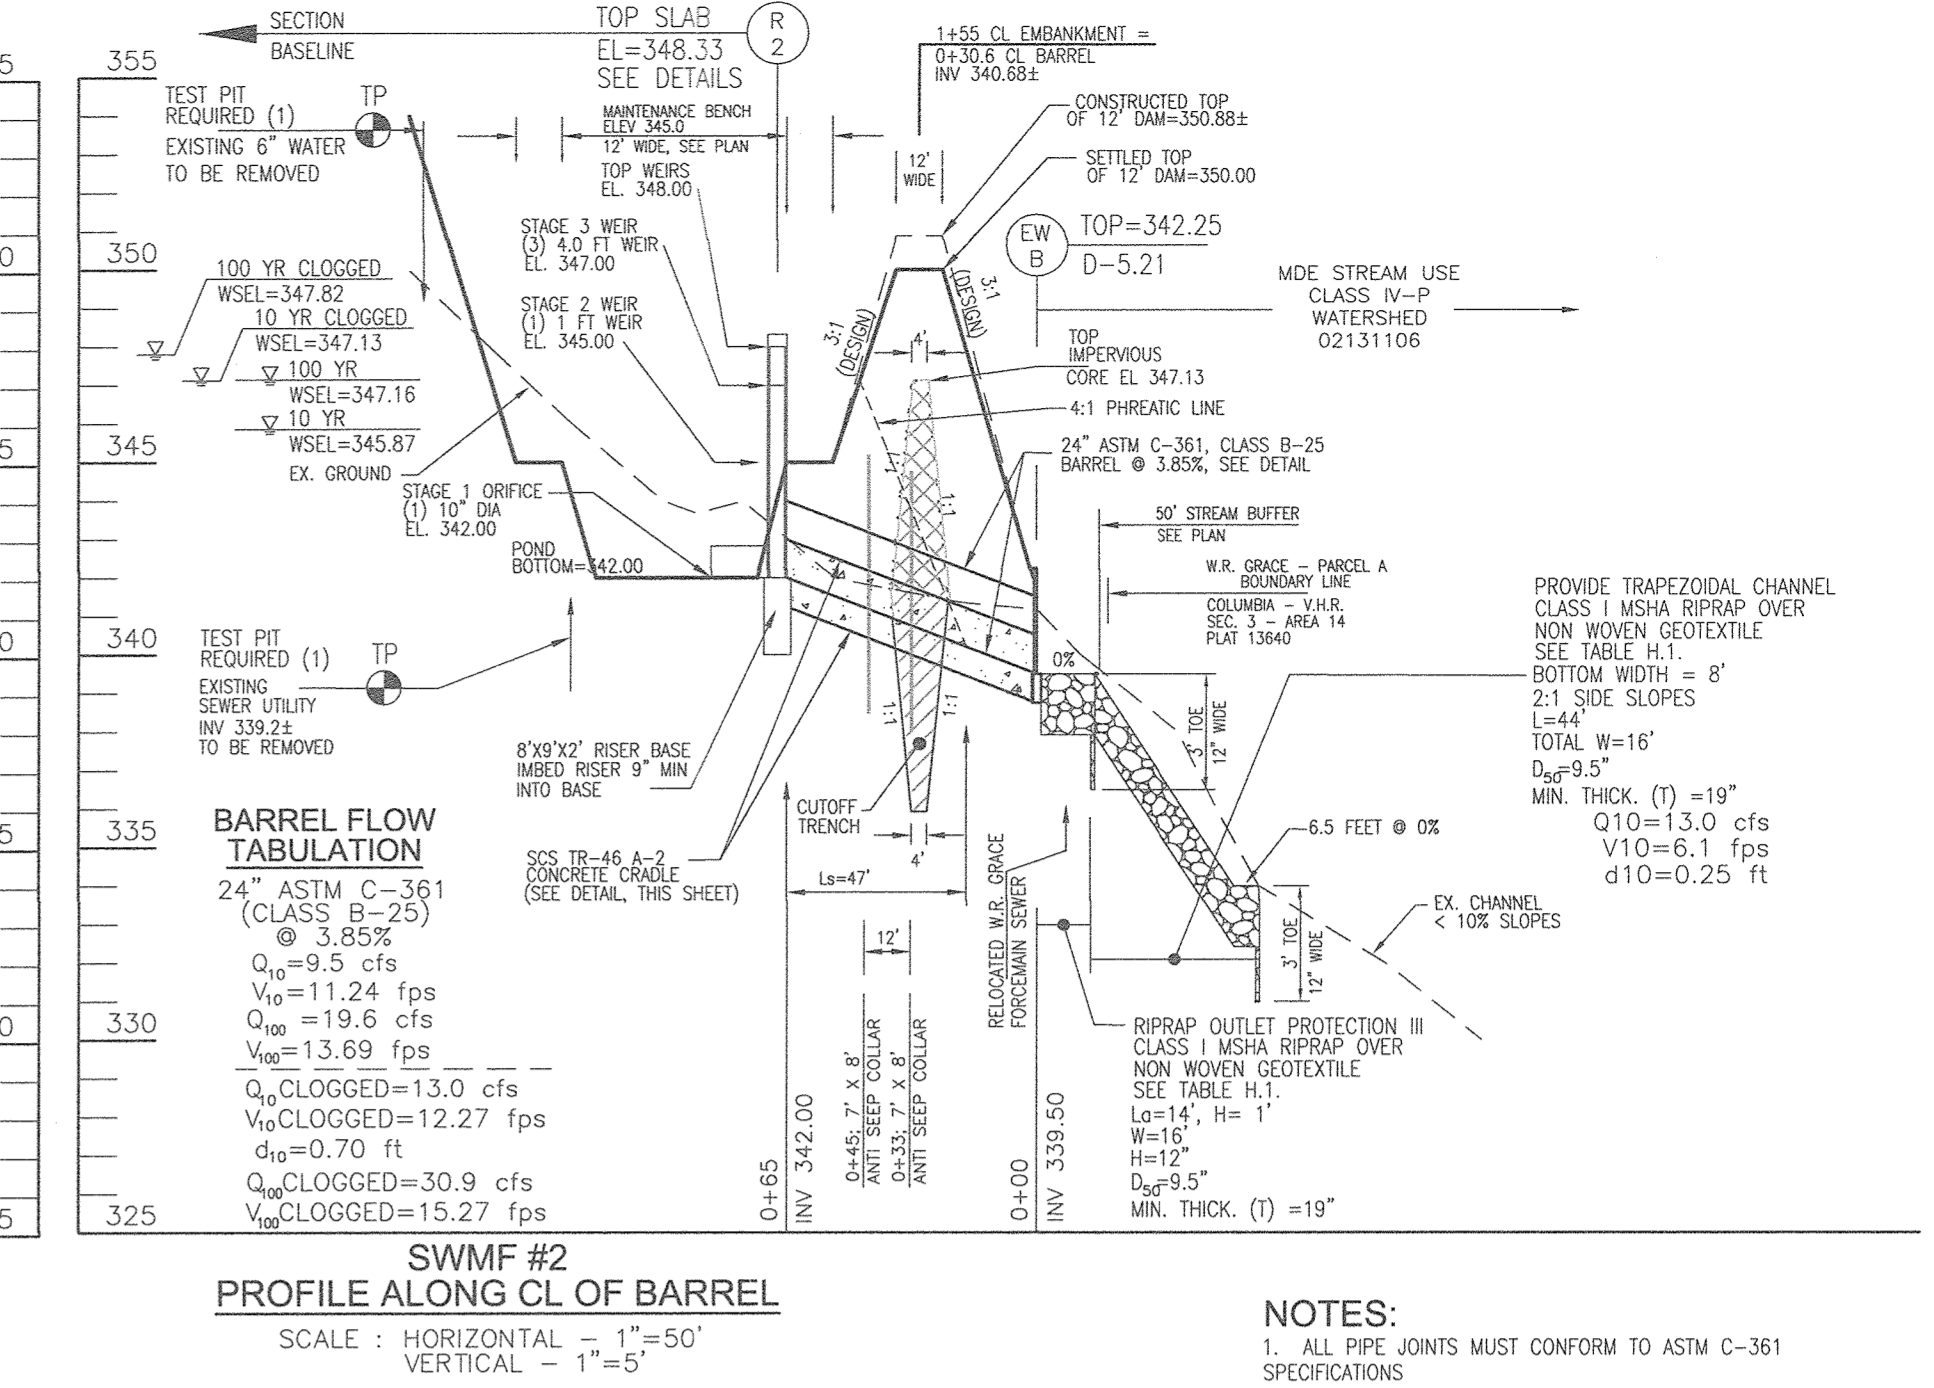 SECTION
BASELINE
TOP SLAB
EL=348.33
SEE DETAILS
R
2
1+55 CL EMBANKMENT =
0+30.6 CL BARREL
INV 340.68±
355
350
345
340
335
330
325
5
0
5
0
5
0
5
TEST PIT
REQUIRED (1)
TP
EXISTING 6" WATER
TO BE REMOVED
MAINTENANCE BENCH
ELEV 345.0
12' WIDE, SEE PLAN
TOP WEIRS
EL. 348.00
12'
WIDE
CONSTRUCTED TOP
OF 12' DAM=350.88±
SETTLED TOP
OF 12' DAM=350.00
STAGE 3 WEIR
(3) 4.0 FT WEIR
EL. 347.00
STAGE 2 WEIR
(1) 1 FT WEIR
EL. 345.00
EW
B
TOP=342.25
D-5.21
MDE STREAM USE
CLASS IV-P
WATERSHED
02131106
100 YR CLOGGED
WSEL=347.82
10 YR CLOGGED
WSEL=347.13
100 YR
WSEL=347.16
10 YR
WSEL=345.87
EX. GROUND
3:1
(DESIGN)
3:1
(DESIGN)
4'
TOP
IMPERVIOUS
CORE EL 347.13
4:1 PHREATIC LINE
24" ASTM C-361, CLASS B-25
BARREL @ 3.85%, SEE DETAIL
STAGE 1 ORIFICE
(1) 10" DIA
EL. 342.00
POND
BOTTOM=342.00
1:1
1:1
1:1
1:1
50' STREAM BUFFER
SEE PLAN
W.R. GRACE - PARCEL A
BOUNDARY LINE
COLUMBIA - V.H.R.
SEC. 3 - AREA 14
PLAT 13640
PROVIDE TRAPEZOIDAL CHANNEL
CLASS I MSHA RIPRAP OVER
NON WOVEN GEOTEXTILE
SEE TABLE H.1.
BOTTOM WIDTH = 8'
2:1 SIDE SLOPES
L=44'
TOTAL W=16'
D50=9.5"
MIN. THICK. (T) =19"
Q10=13.0 cfs
V10=6.1 fps
d10=0.25 ft
TEST PIT
REQUIRED (1)
TP
EXISTING
SEWER UTILITY
INV 339.2±
TO BE REMOVED
0%
3' TOE
12" WIDE
8'X9'X2' RISER BASE
IMBED RISER 9" MIN
INTO BASE
CUTOFF
TRENCH
4'
6.5 FEET @ 0%
SCS TR-46 A-2
CONCRETE CRADLE
(SEE DETAIL, THIS SHEET)
Ls=47'
12'
RELOCATED W.R. GRACE
FORCEMAIN SEWER
3' TOE
12" WIDE
EX. CHANNEL
< 10% SLOPES
BARREL FLOW
TABULATION
24" ASTM C-361
(CLASS B-25)
@ 3.85%
Q10=9.5 cfs
V10=11.24 fps
Q100 =19.6 cfs
V100=13.69 fps
Q10CLOGGED=13.0 cfs
V10CLOGGED=12.27 fps
d10=0.70 ft
Q100CLOGGED=30.9 cfs
V100CLOGGED=15.27 fps
0+65
INV 342.00
0+45; 7' X 8'
ANTI SEEP COLLAR
0+33; 7' X 8'
ANTI SEEP COLLAR
0+00
INV 339.50
RIPRAP OUTLET PROTECTION III
CLASS I MSHA RIPRAP OVER
NON WOVEN GEOTEXTILE
SEE TABLE H.1.
La=14', H= 1'
W=16'
H=12"
D50=9.5"
MIN. THICK. (T) =19"
SWMF #2
PROFILE ALONG CL OF BARREL
SCALE : HORIZONTAL - 1"=50'
VERTICAL - 1"=5'
NOTES:
1. ALL PIPE JOINTS MUST CONFORM TO ASTM C-361
SPECIFICATIONS